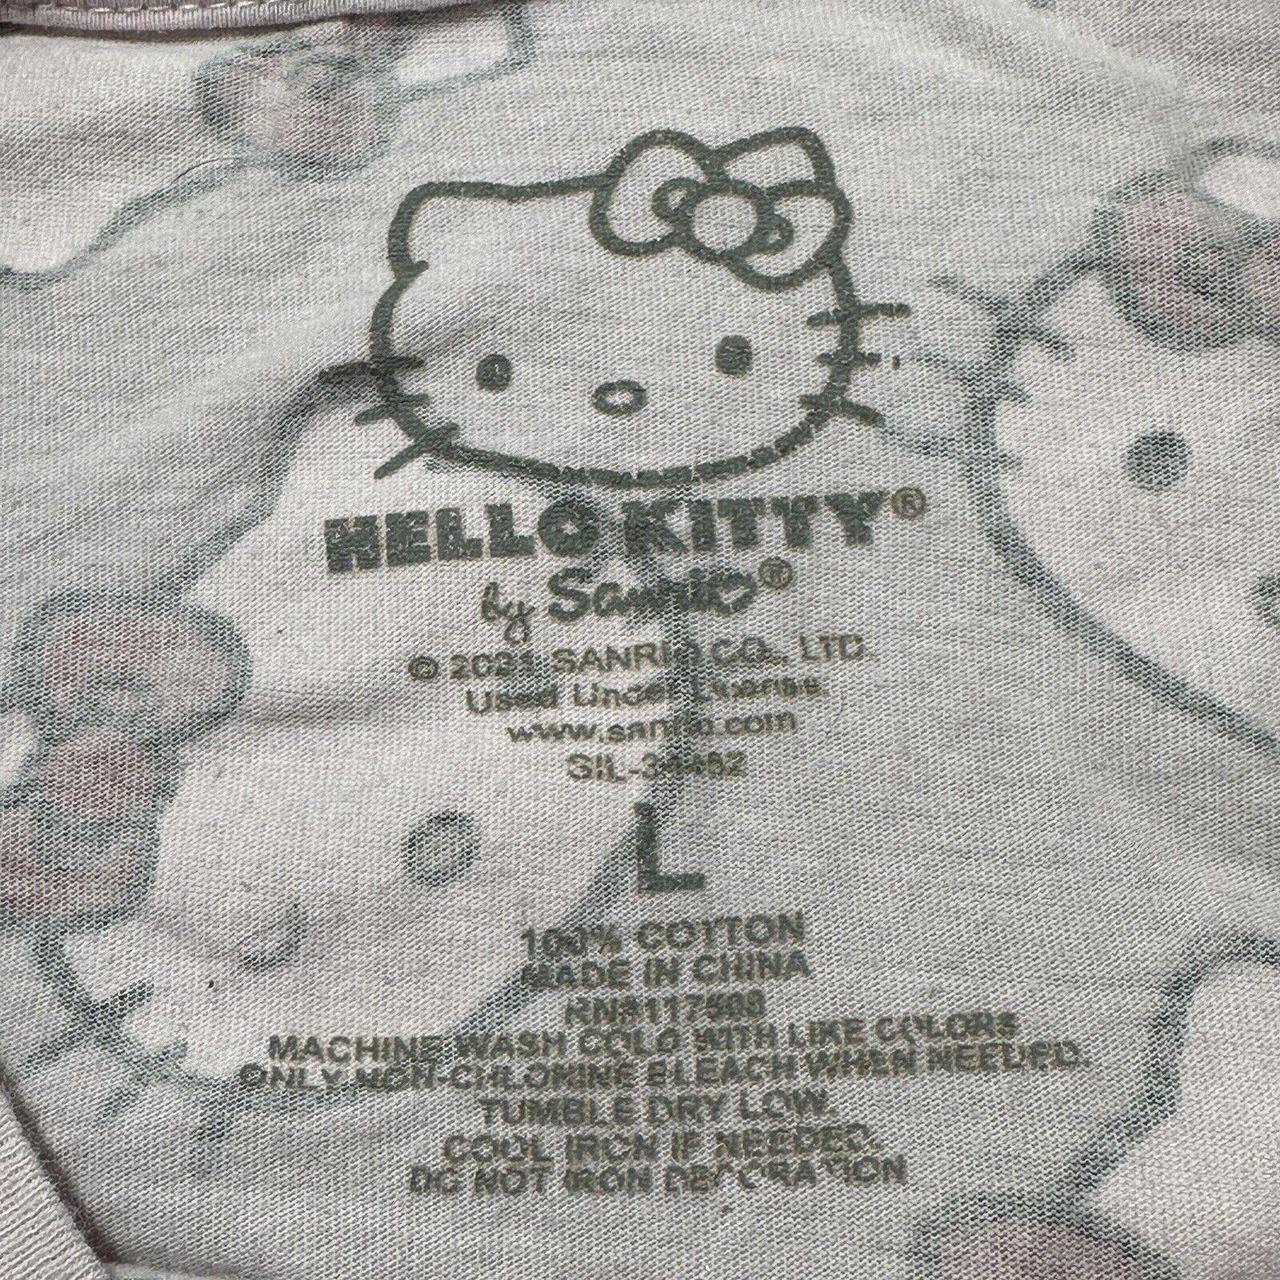 HELLO KITTY®
by Sanrio®
© 2021 SANRIO CO., LTD.
Used Under License.
www.sanrio.com
L
100% COTTON
MADE IN CHINA
MACHINE WASH COLD WITH LIKE COLORS
ONLY NON-CHLORINE BLEACH WHEN NEEDED.
TUMBLE DRY LOW.
COOL IRON IF NEEDED.
DO NOT IRON DECORATION